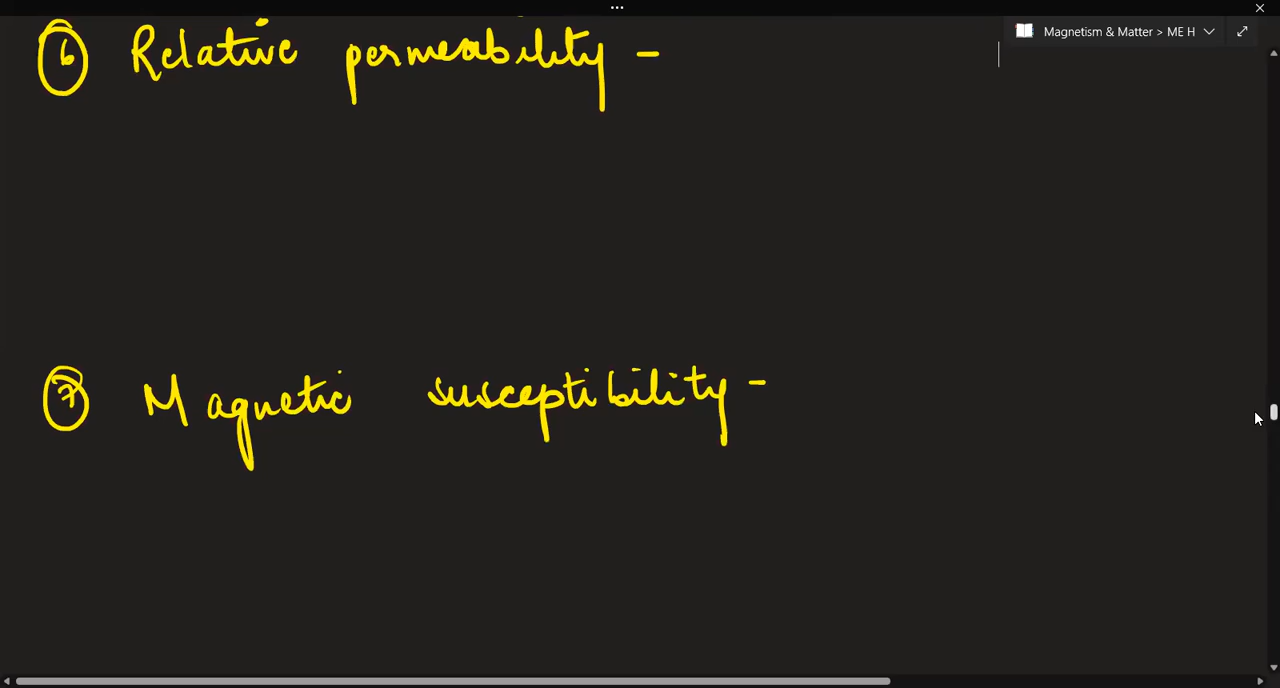 ...
Magnetism & Matter > ME H
6 Relative permeability -
7 Magnetic susceptibility -